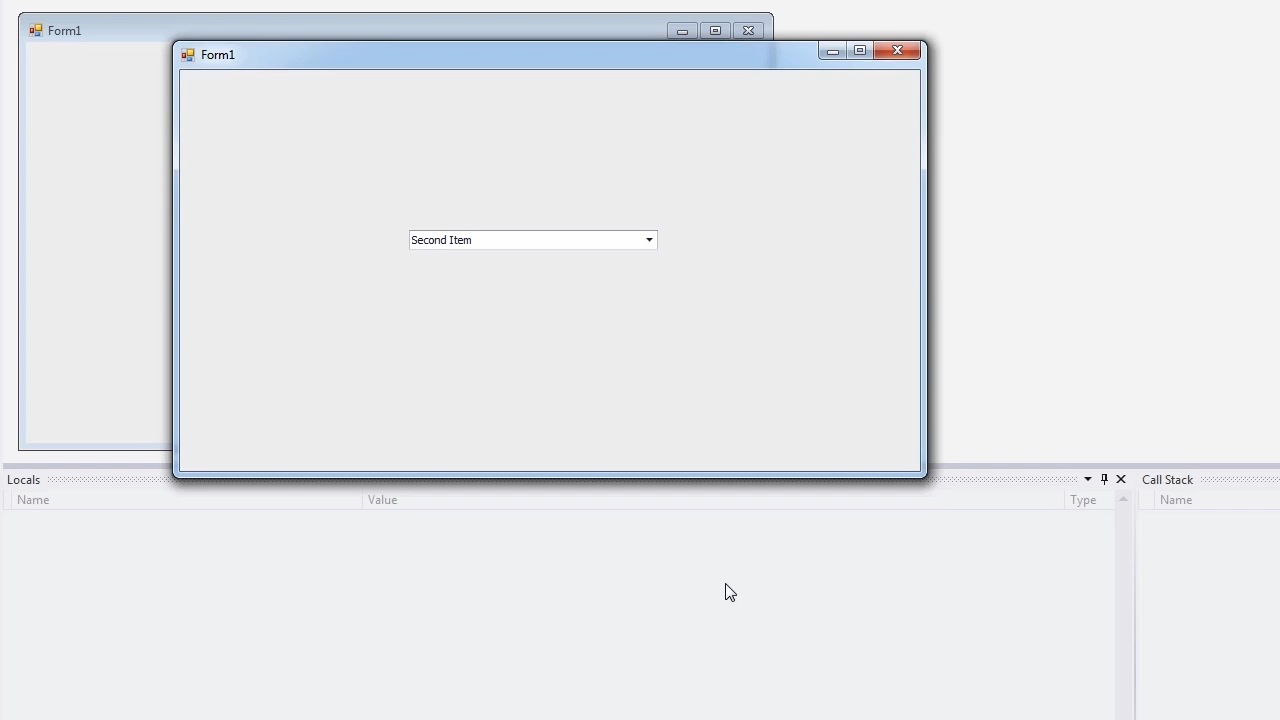 Form1
Form1
Second Item
Locals
Name Value Type
Call Stack
Name